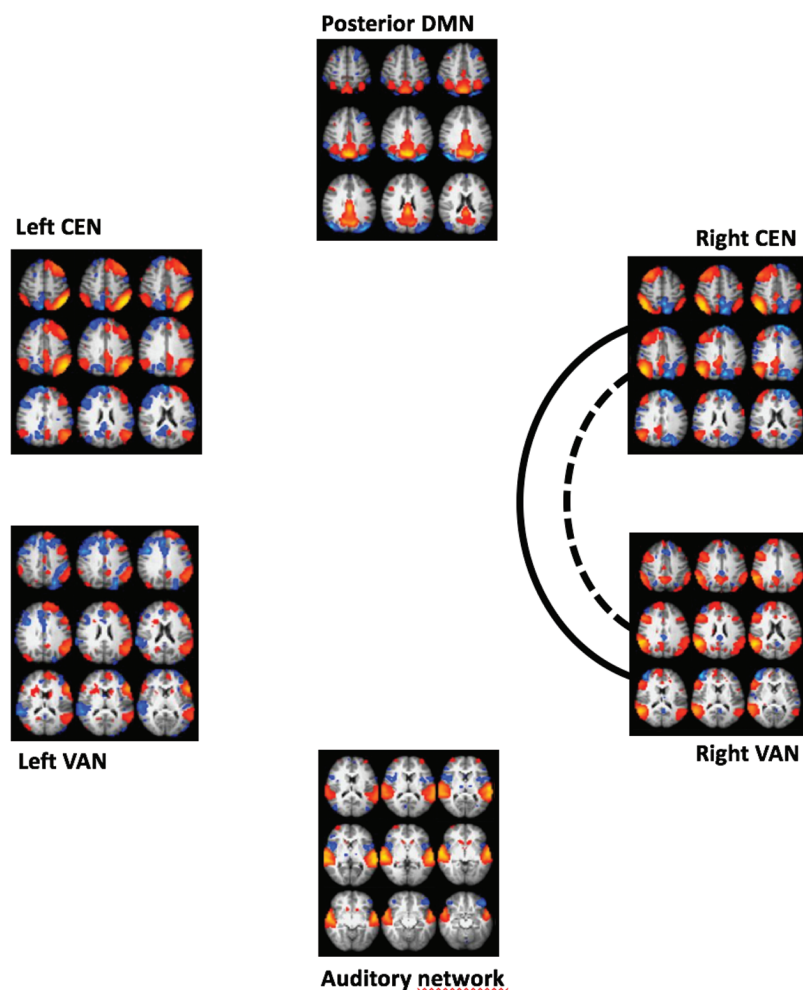 Posterior DMN
Left CEN
Right CEN
Left VAN
Right VAN
Auditory network